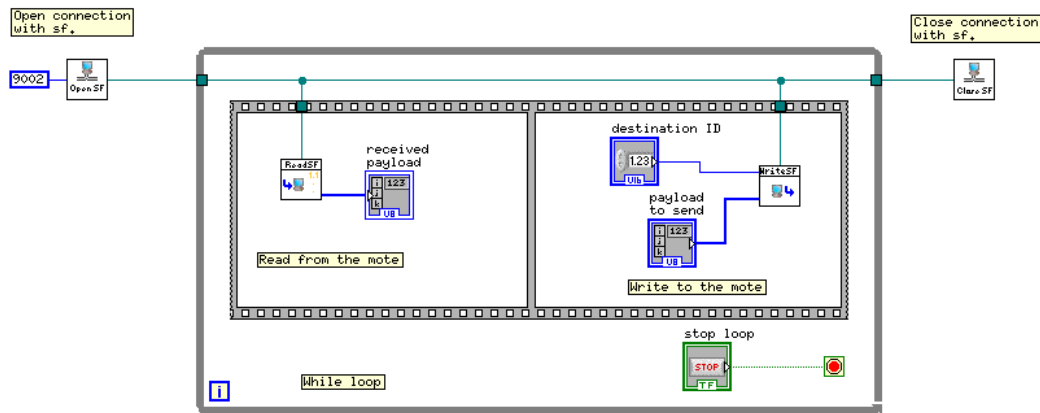 Open connection
with sf.
Close connection
with sf.
9002
Open SF
Close SF
destination ID
ReadSF
received
payload
1.23
U16
WriteSF
i
j
k
123
U8
payload
to send
i
j
k
123
U8
Read from the mote
Write to the mote
stop loop
STOP
TF
While loop
i